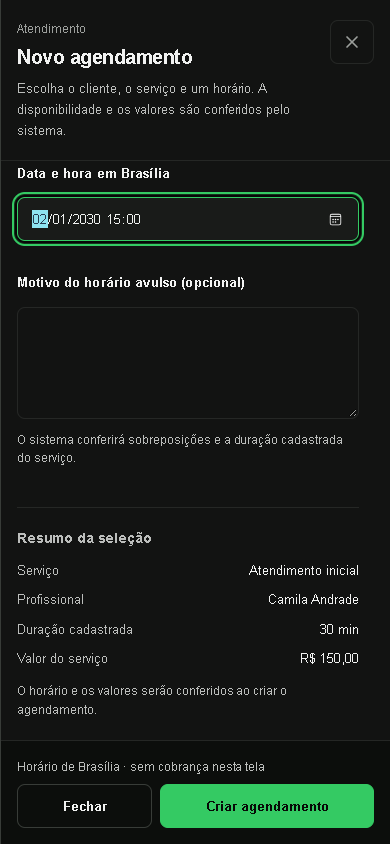 Atendimento
Novo agendamento
Escolha o cliente, o serviço e um horário. A
disponibilidade e os valores são conferidos pelo
sistema.
Data e hora em Brasília
02/01/2030 15:00
Motivo do horário avulso (opcional)
O sistema conferirá sobreposições e a duração cadastrada
do serviço.
Resumo da seleção
Serviço Atendimento inicial
Profissional Camila Andrade
Duração cadastrada 30 min
Valor do serviço R$ 150,00
O horário e os valores serão conferidos ao criar o
agendamento.
Horário de Brasília · sem cobrança nesta tela
Fechar Criar agendamento